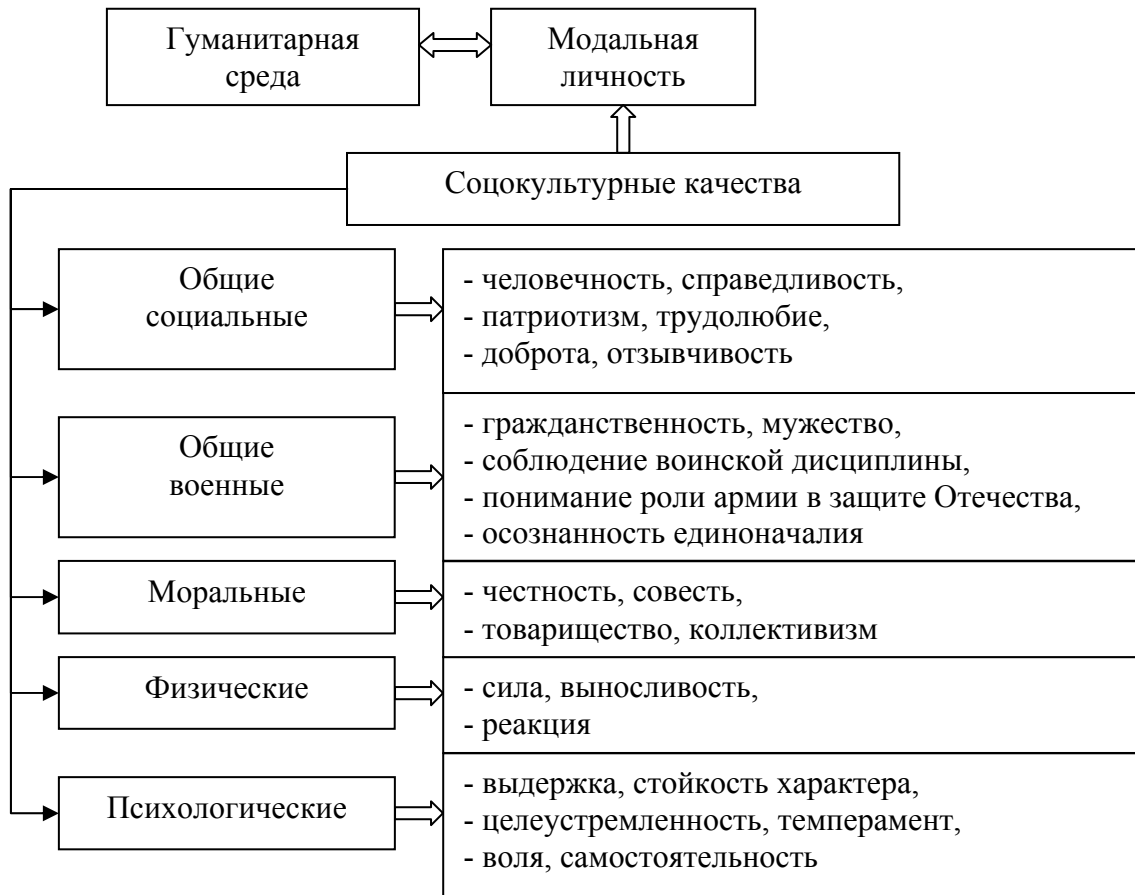 Гуманитарная
среда
Модальная
личность
Соцокультурные качества
Общие
социальные
- человечность, справедливость,
- патриотизм, трудолюбие,
- доброта, отзывчивость
Общие
военные
- гражданственность, мужество,
- соблюдение воинской дисциплины,
- понимание роли армии в защите Отечества,
- осознанность единоначалия
Моральные
- честность, совесть,
- товарищество, коллективизм
Физические
- сила, выносливость,
- реакция
Психологические
- выдержка, стойкость характера,
- целеустремленность, темперамент,
- воля, самостоятельность